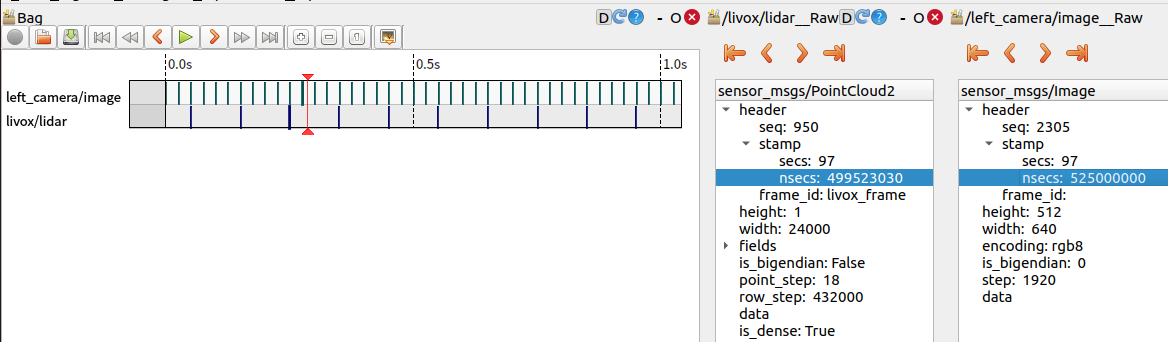 Bag
D ? - O
/livox/lidar__Raw D ? - O
/left_camera/image__Raw
0.0s 0.5s 1.0s
left_camera/image
livox/lidar
sensor_msgs/PointCloud2
header
seq: 950
stamp
secs: 97
nsecs: 499523030
frame_id: livox_frame
height: 1
width: 24000
fields
is_bigendian: False
point_step: 18
row_step: 432000
data
is_dense: True
sensor_msgs/Image
header
seq: 2305
stamp
secs: 97
nsecs: 525000000
frame_id:
height: 512
width: 640
encoding: rgb8
is_bigendian: 0
step: 1920
data